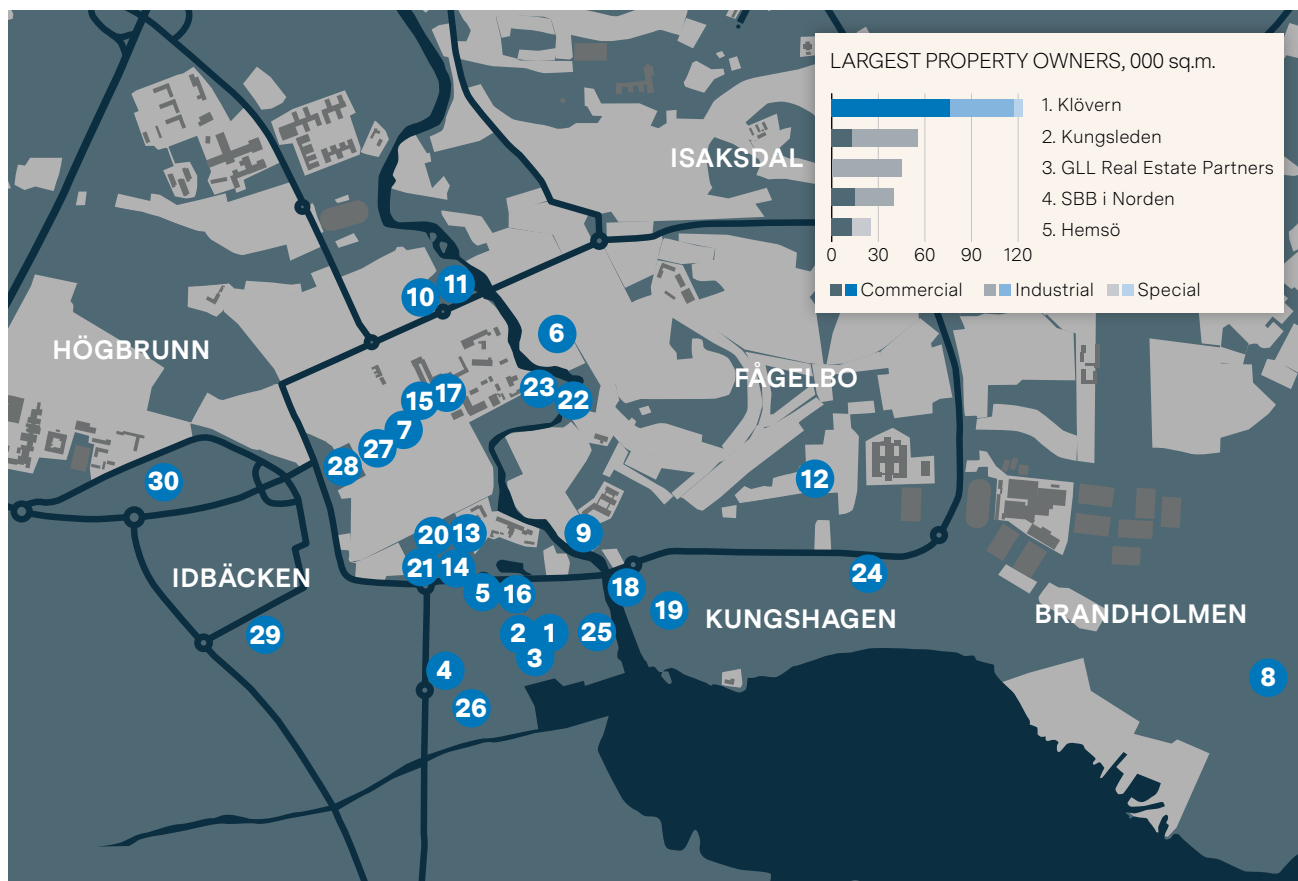 LARGEST PROPERTY OWNERS, 000 sq.m.
1. Klövern
2. Kungsleden
3. GLL Real Estate Partners
4. SBB i Norden
5. Hemsö
0 30 60 90 120
Commercial Industrial Special
ISAKSDAL
11
10
6
HÖGBRUNN
FÅGELBO
23
17
15
22
7
27
28
12
30
20 13
9
21 14
24
IDBÄCKEN
18
5 16
19
BRANDHOLMEN
KUNGSHAGEN
29
2 1 25
3
4
8
26